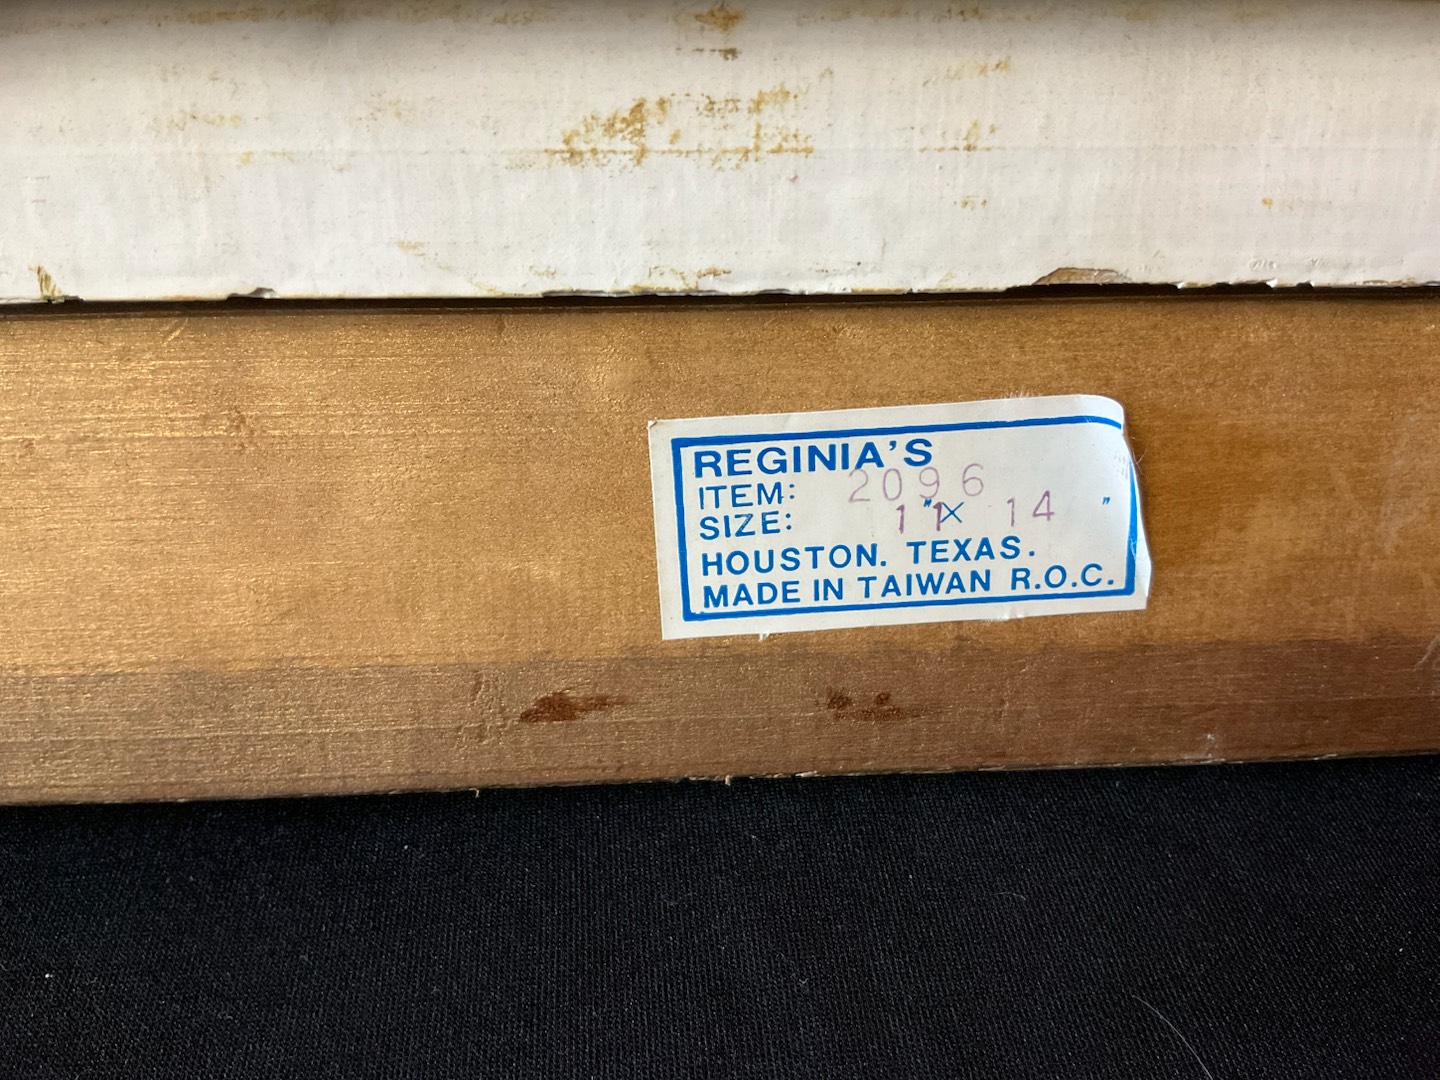 REGINIA'S
ITEM: 2096
SIZE: 11"X 14 "
HOUSTON. TEXAS.
MADE IN TAIWAN R.O.C.